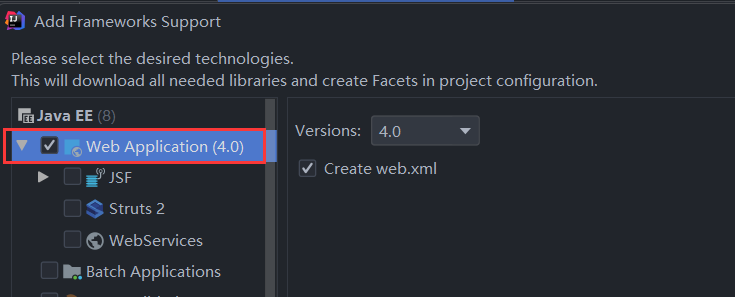 Add Frameworks Support
Please select the desired technologies.
This will download all needed libraries and create Facets in project configuration.
Java EE (8)
Web Application (4.0)
JSF
Struts 2
WebServices
Batch Applications
Versions: 4.0
Create web.xml